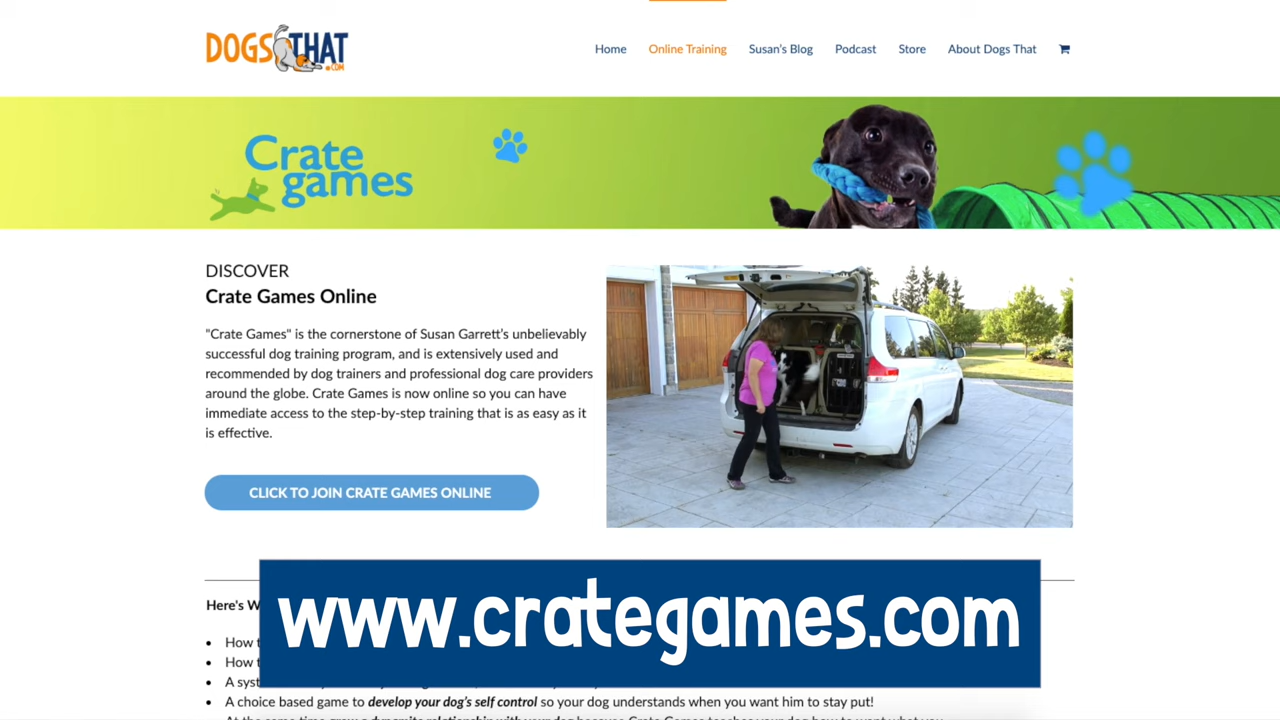 DOGSTHAT
.COM
Home Online Training Susan's Blog Podcast Store About Dogs That
Crate
games
DISCOVER
Crate Games Online
"Crate Games" is the cornerstone of Susan Garrett's unbelievably
successful dog training program, and is extensively used and
recommended by dog trainers and professional dog care providers
around the globe. Crate Games is now online so you can have
immediate access to the step-by-step training that is as easy as it
is effective.
CLICK TO JOIN CRATE GAMES ONLINE
www.crategames.com
Here's
How
How
A
A choice based game to develop your dog's self control so your dog understands when you want him to stay put!